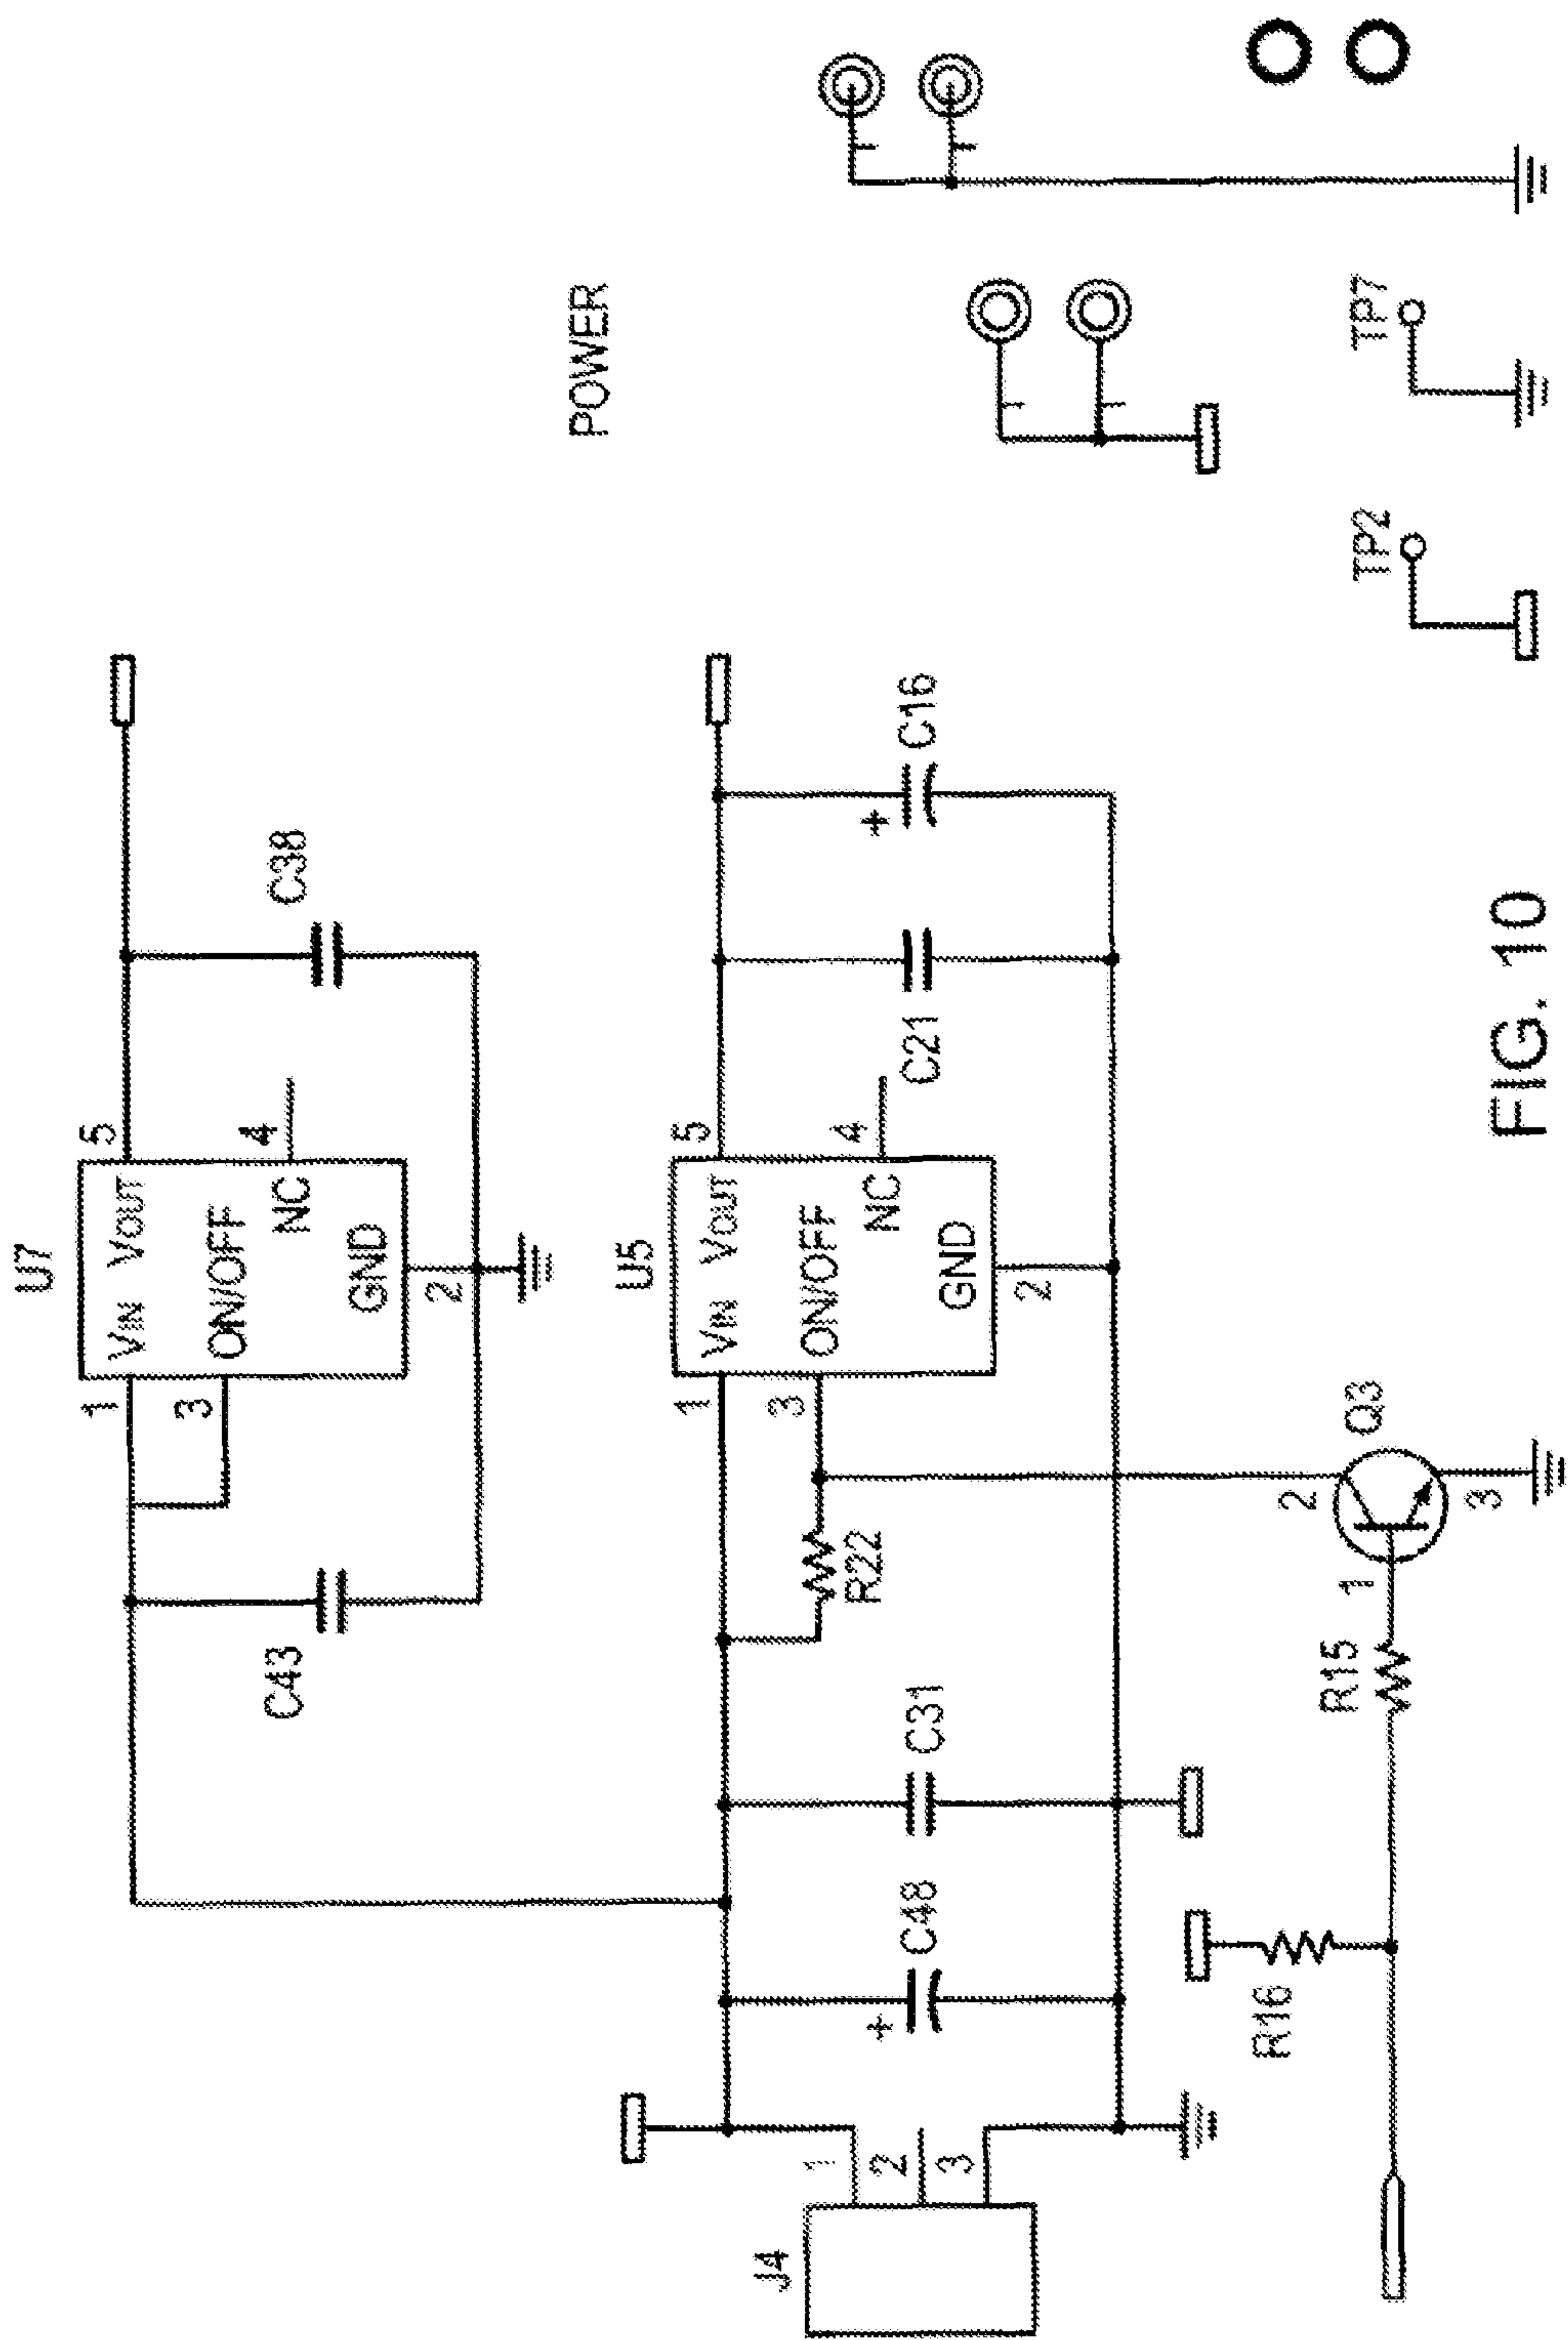 U7
1
VIN
VOUT
5
3
ON/OFF
NC
4
GND
2
C43
C38
U5
1
VIN
VOUT
5
3
ON/OFF
NC
4
GND
2
R22
C48
+
C31
C21
C16
+
J4
1
2
3
R16
R15
1
2
3
Q3
POWER
TP2
TP7
FIG. 10